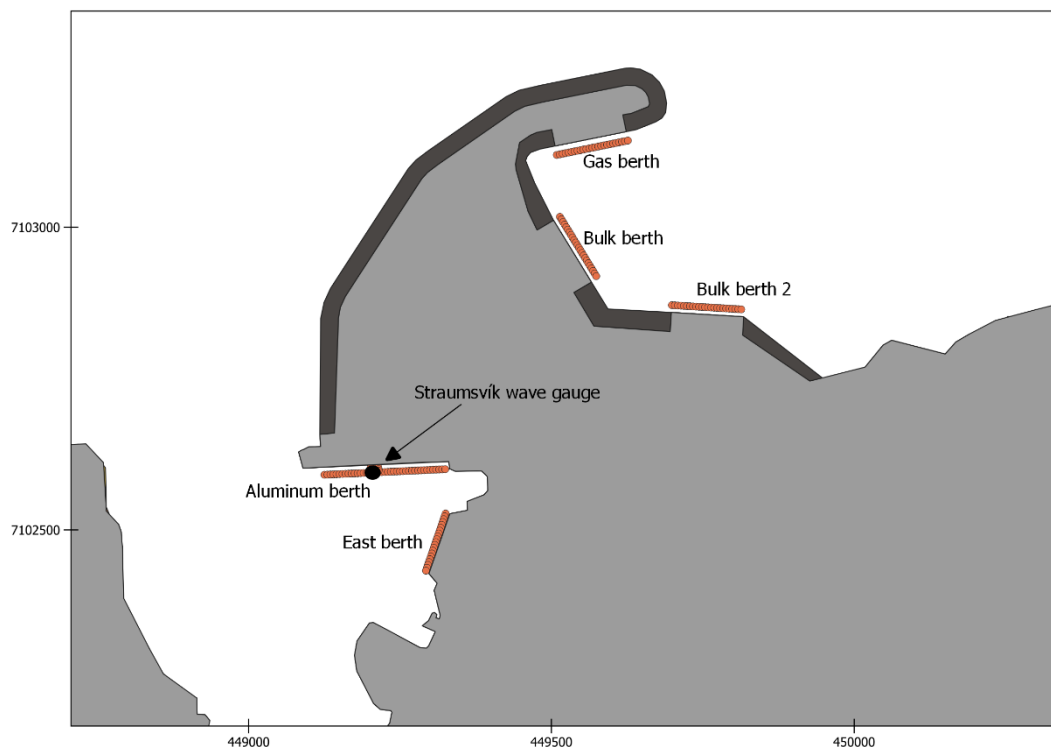 Gas berth
7103000
Bulk berth
Bulk berth 2
Straumsvík wave gauge
Aluminum berth
7102500
East berth
449000
449500
450000